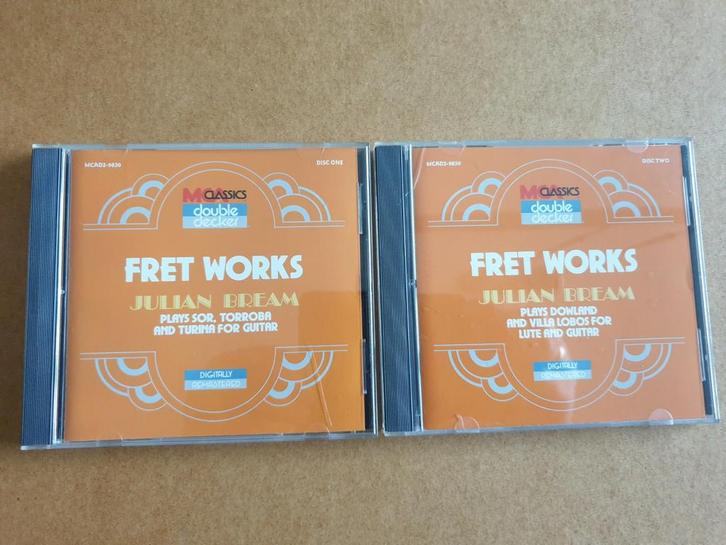 MCAD2-9830
DISC ONE
MCA CLASSICS
double
decker
FRET WORKS
JULIAN BREAM
PLAYS SOR, TORROBA
AND TURINA FOR GUITAR
DIGITALLY
REMASTERED
MCAD2-9830
DISC TWO
MCA CLASSICS
double
decker
FRET WORKS
JULIAN BREAM
PLAYS DOWLAND
AND VILLA LOBOS FOR
LUTE AND GUITAR
DIGITALLY
REMASTERED